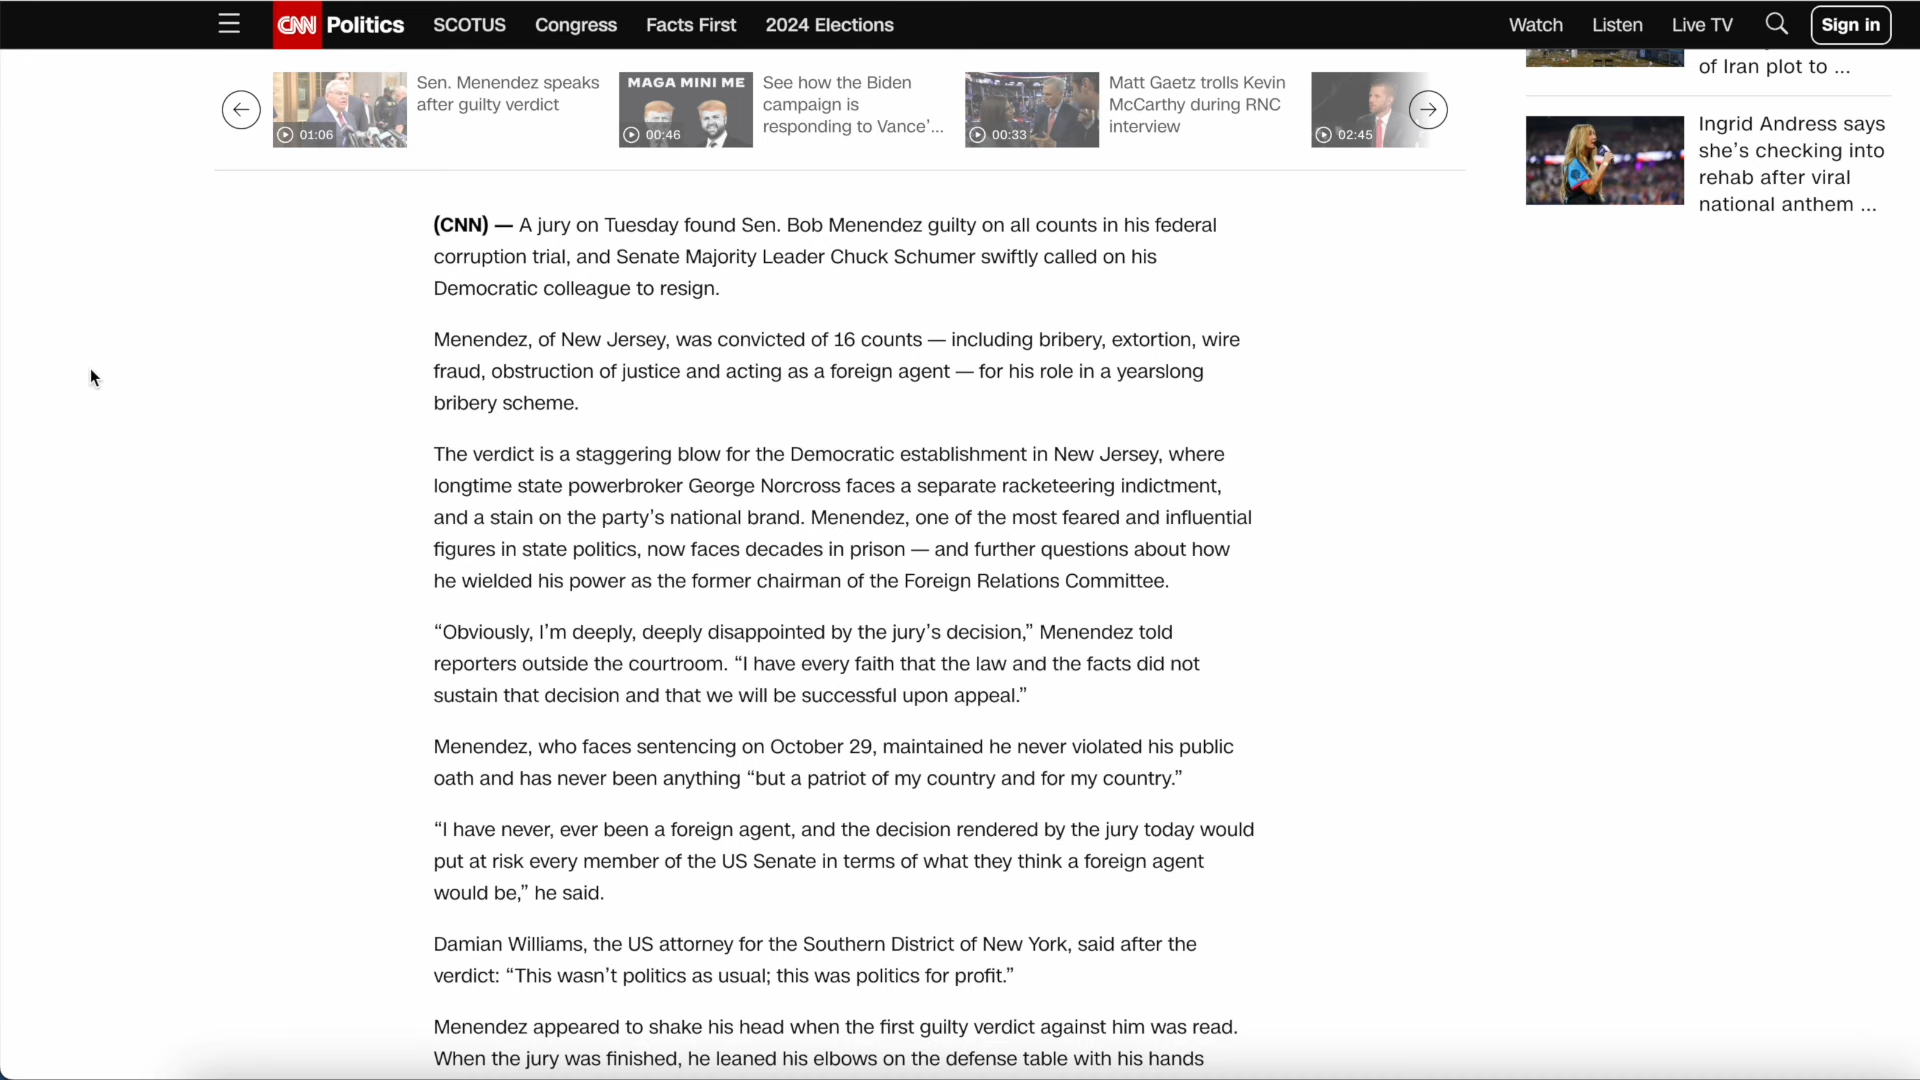 CNN Politics SCOTUS Congress Facts First 2024 Elections Watch Listen Live TV Sign in
01:06
Sen. Menendez speaks
after guilty verdict
MAGA MINI ME
00:46
See how the Biden
campaign is
responding to Vance’...
00:33
Matt Gaetz trolls Kevin
McCarthy during RNC
interview
02:45
of Iran plot to ...
Ingrid Andress says
she’s checking into
rehab after viral
national anthem ...
(CNN) — A jury on Tuesday found Sen. Bob Menendez guilty on all counts in his federal
corruption trial, and Senate Majority Leader Chuck Schumer swiftly called on his
Democratic colleague to resign.
Menendez, of New Jersey, was convicted of 16 counts — including bribery, extortion, wire
fraud, obstruction of justice and acting as a foreign agent — for his role in a yearslong
bribery scheme.
The verdict is a staggering blow for the Democratic establishment in New Jersey, where
longtime state powerbroker George Norcross faces a separate racketeering indictment,
and a stain on the party’s national brand. Menendez, one of the most feared and influential
figures in state politics, now faces decades in prison — and further questions about how
he wielded his power as the former chairman of the Foreign Relations Committee.
“Obviously, I’m deeply, deeply disappointed by the jury’s decision,” Menendez told
reporters outside the courtroom. “I have every faith that the law and the facts did not
sustain that decision and that we will be successful upon appeal.”
Menendez, who faces sentencing on October 29, maintained he never violated his public
oath and has never been anything “but a patriot of my country and for my country.”
“I have never, ever been a foreign agent, and the decision rendered by the jury today would
put at risk every member of the US Senate in terms of what they think a foreign agent
would be,” he said.
Damian Williams, the US attorney for the Southern District of New York, said after the
verdict: “This wasn’t politics as usual; this was politics for profit.”
Menendez appeared to shake his head when the first guilty verdict against him was read.
When the jury was finished, he leaned his elbows on the defense table with his hands